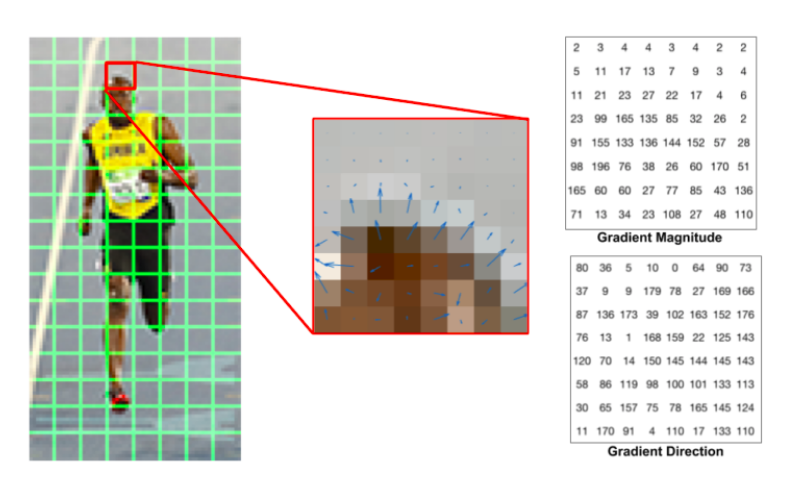 2 3 4 4 3 4 2 2
5 11 17 13 7 9 3 4
11 21 23 27 22 17 4 6
23 99 165 135 85 32 26 2
91 155 133 136 144 152 57 28
98 196 76 38 26 60 170 51
165 60 60 27 77 85 43 136
71 13 34 23 108 27 48 110
Gradient Magnitude
80 36 5 10 0 64 90 73
37 9 9 179 78 27 169 166
87 136 173 39 102 163 152 176
76 13 1 168 159 22 125 143
120 70 14 150 145 144 145 143
58 86 119 98 100 101 133 113
30 65 157 75 78 165 145 124
11 170 91 4 110 17 133 110
Gradient Direction